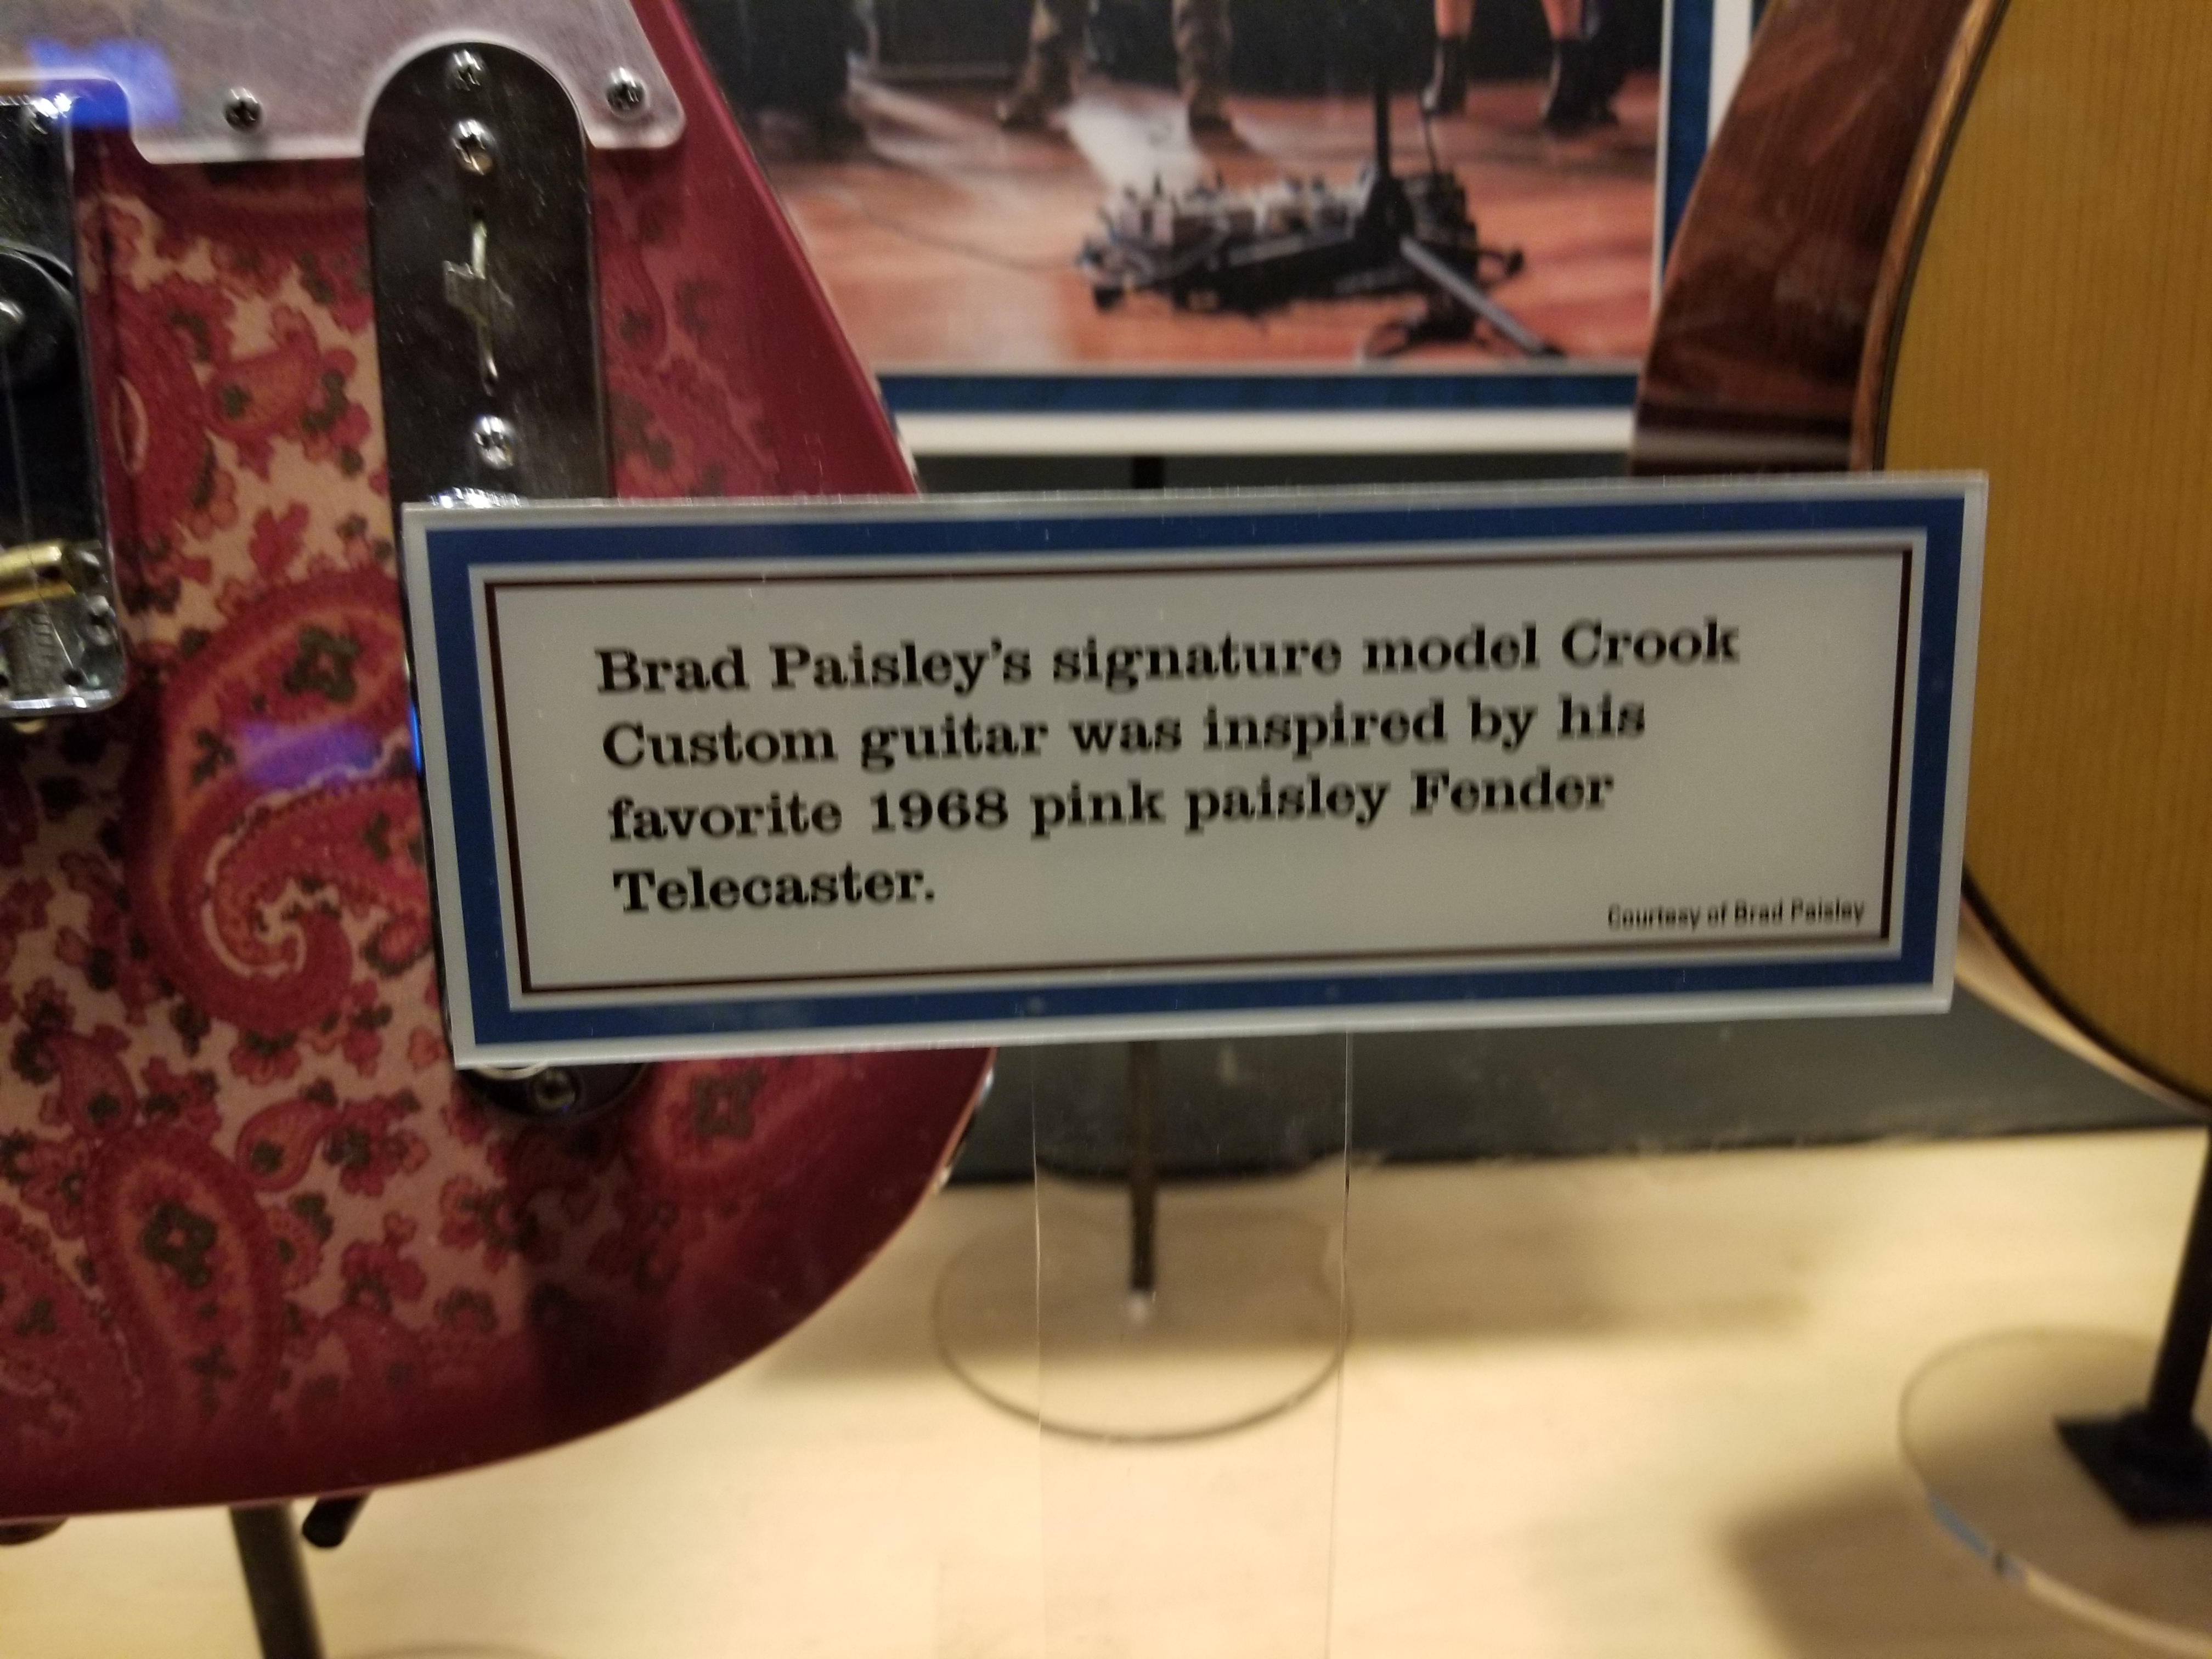 Brad Paisley's signature model Crook
Custom guitar was inspired by his
favorite 1968 pink paisley Fender
Telecaster.
Courtesy of Brad Paisley